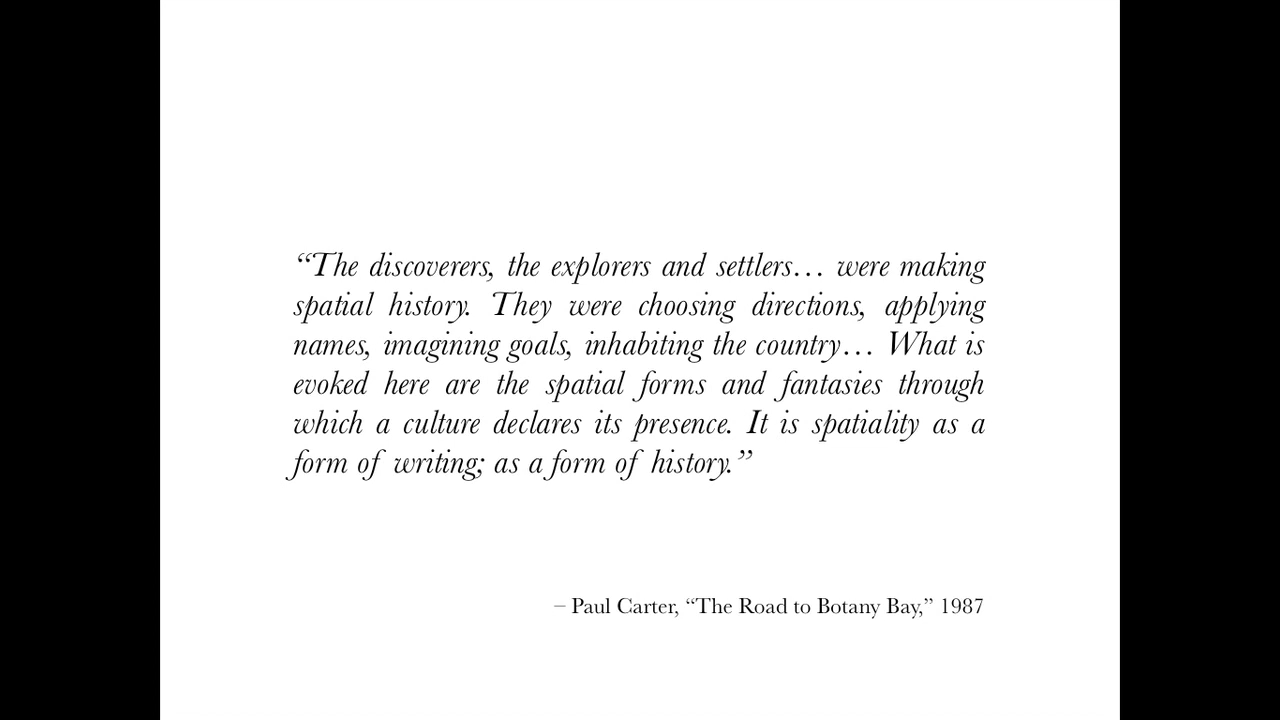 “The discoverers, the explorers and settlers… were making
spatial history. They were choosing directions, applying
names, imagining goals, inhabiting the country… What is
evoked here are the spatial forms and fantasies through
which a culture declares its presence. It is spatiality as a
form of writing; as a form of history.”
– Paul Carter, “The Road to Botany Bay,” 1987